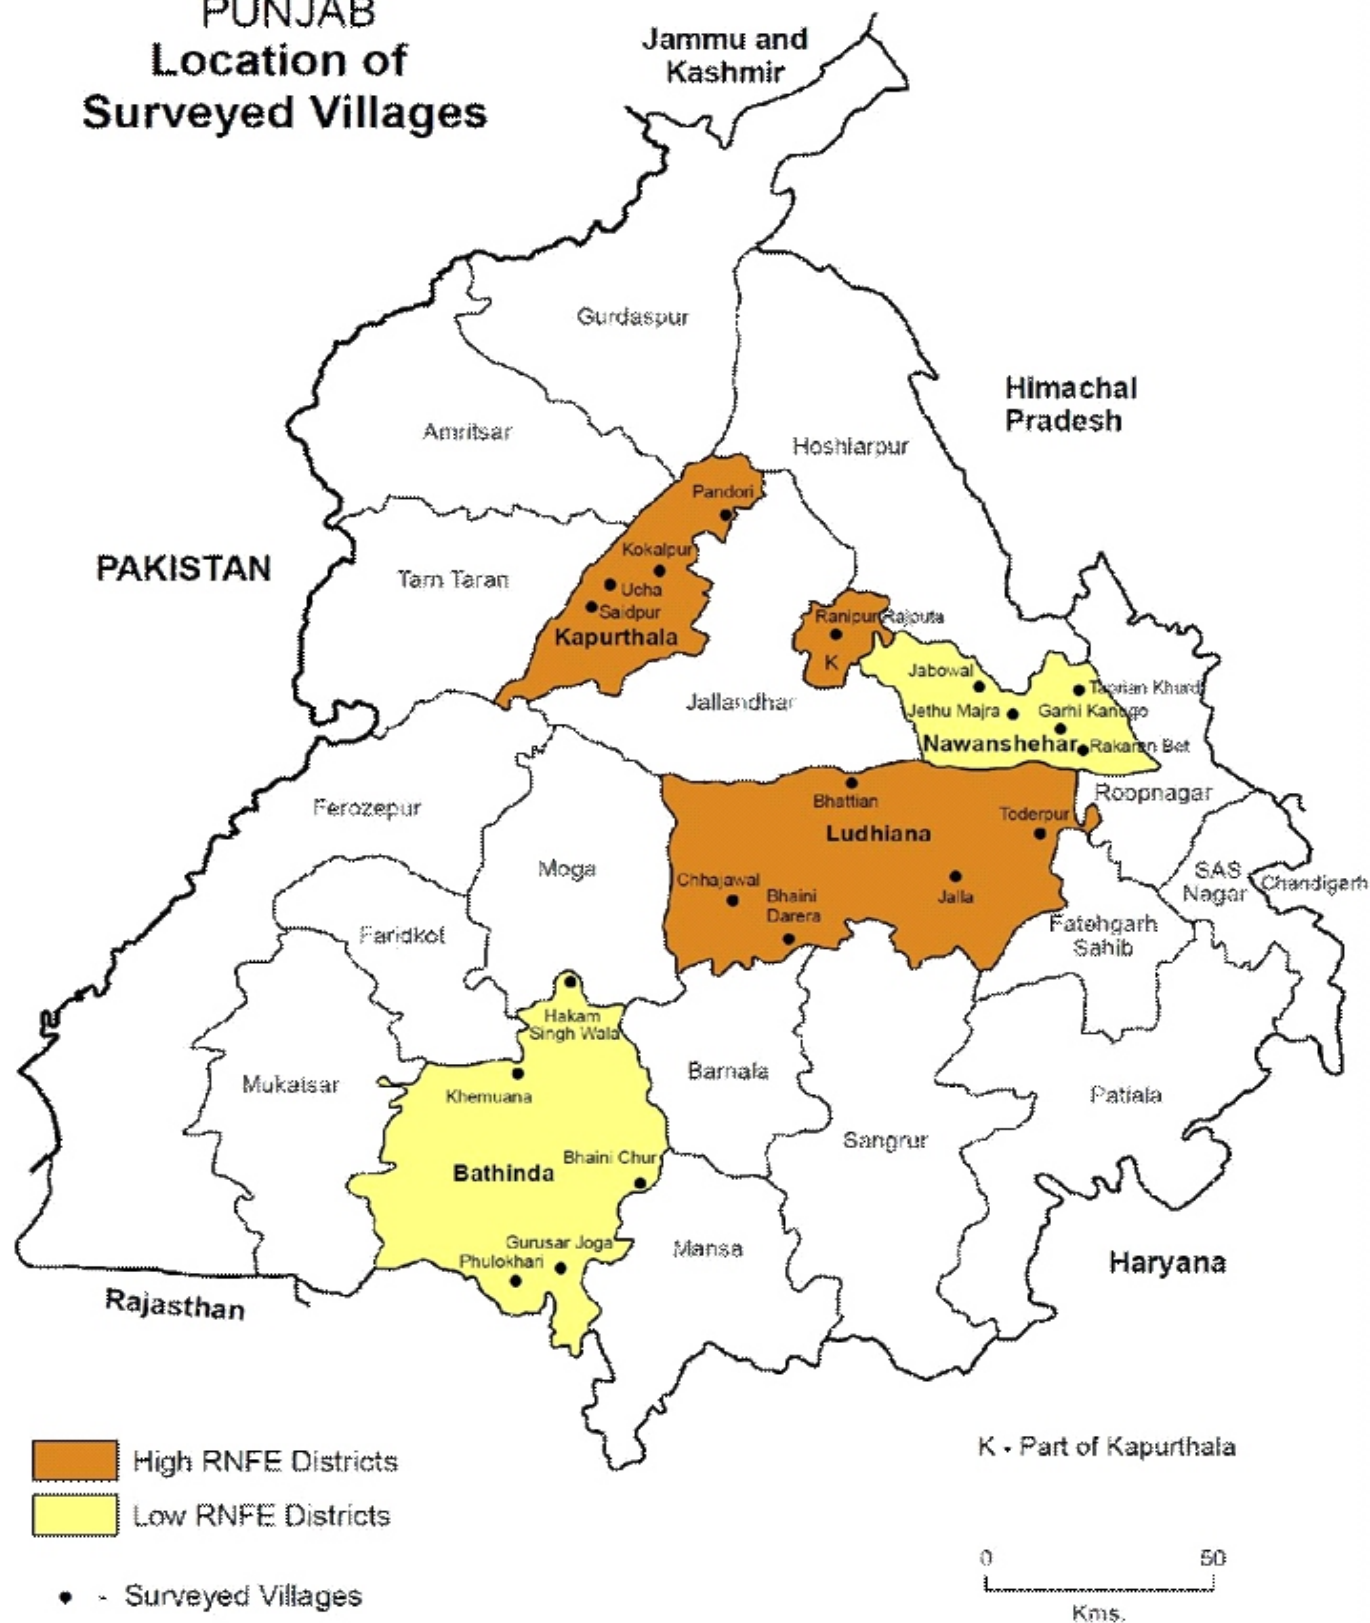 PUNJAB
Location of
Surveyed Villages
Jammu and
Kashmir
Gurdaspur
Himachal
Pradesh
Amritsar
Hoshiarpur
Pandori
PAKISTAN
Tarn Taran
Kokalpur
Ucha
Saidpur
Kapurthala
Ranipur Rajputa
K
Jabowal
Taprian Khurd
Jallandhar
Jethu Majra
Garhi Kanugo
Nawanshehar
Rakaran Bet
Ferozepur
Bhattian
Roopnagar
Toderpur
Ludhiana
Moga
Chhajawal
Bhaini
Darera
Jalla
SAS
Nagar
Chandigarh
Faridkot
Fatehgarh
Sahib
Hakam
Singh Wala
Mukatsar
Khemuana
Barnala
Patiala
Sangrur
Bhaini Chur
Bathinda
Gurusar Joga
Phulokhari
Mansa
Haryana
Rajasthan
High RNFE Districts
Low RNFE Districts
- Surveyed Villages
K - Part of Kapurthala
0 50
Kms.